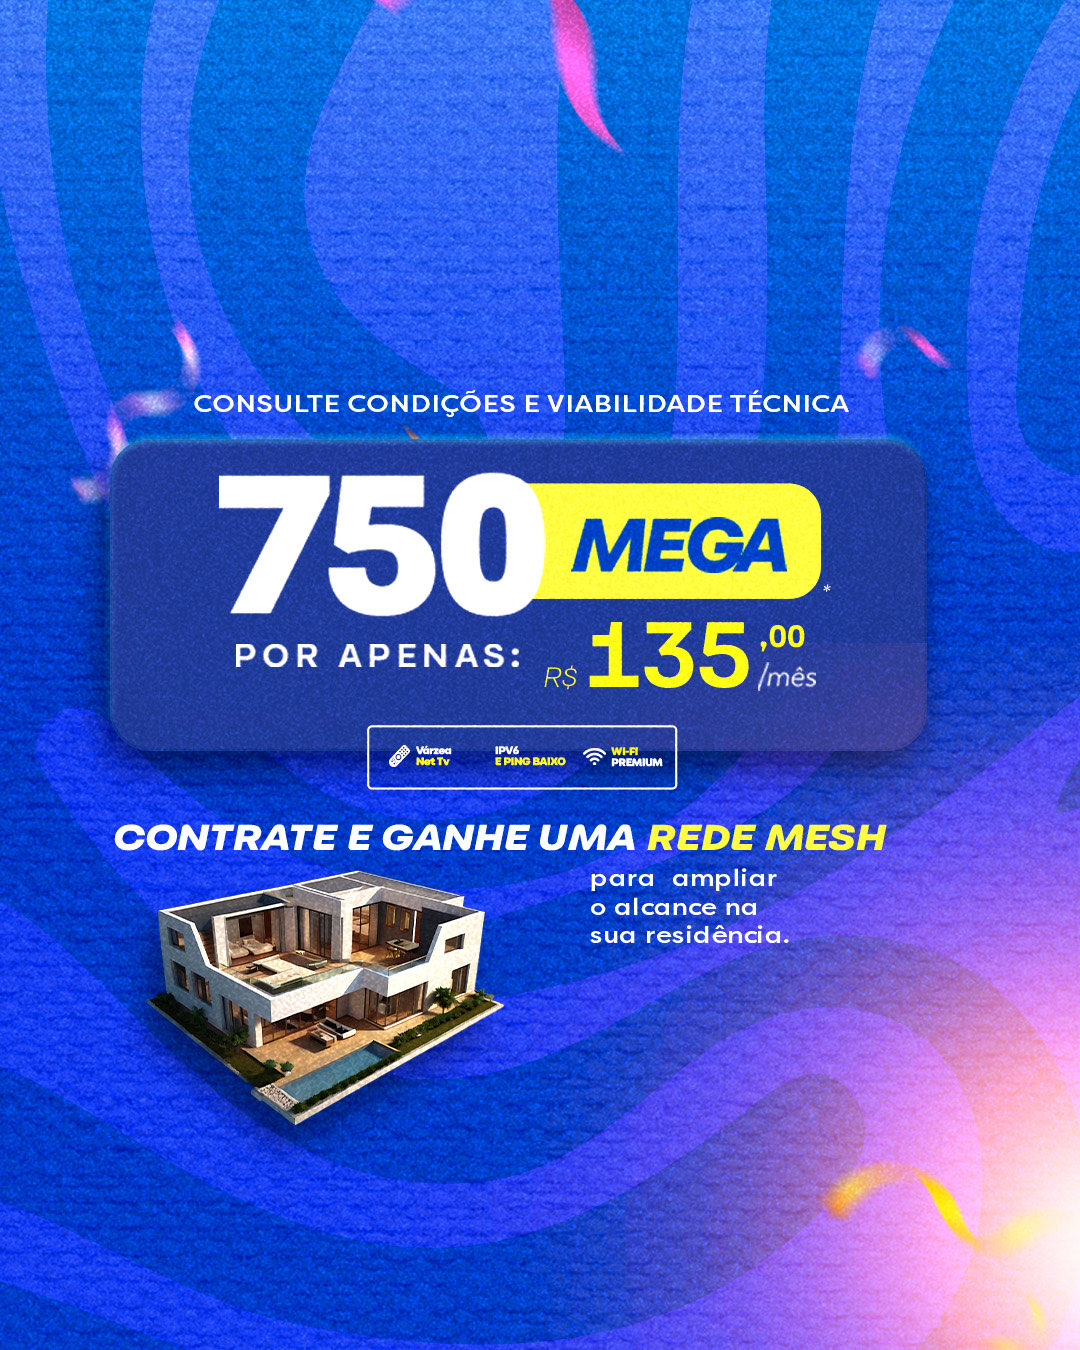 CONSULTE CONDIÇÕES E VIABILIDADE TÉCNICA
750 MEGA *
POR APENAS: R$ 135,00 /mês
Várzea Net Tv
IPV6 E PING BAIXO
WI-FI PREMIUM
CONTRATE E GANHE UMA REDE MESH
para ampliar
o alcance na
sua residência.